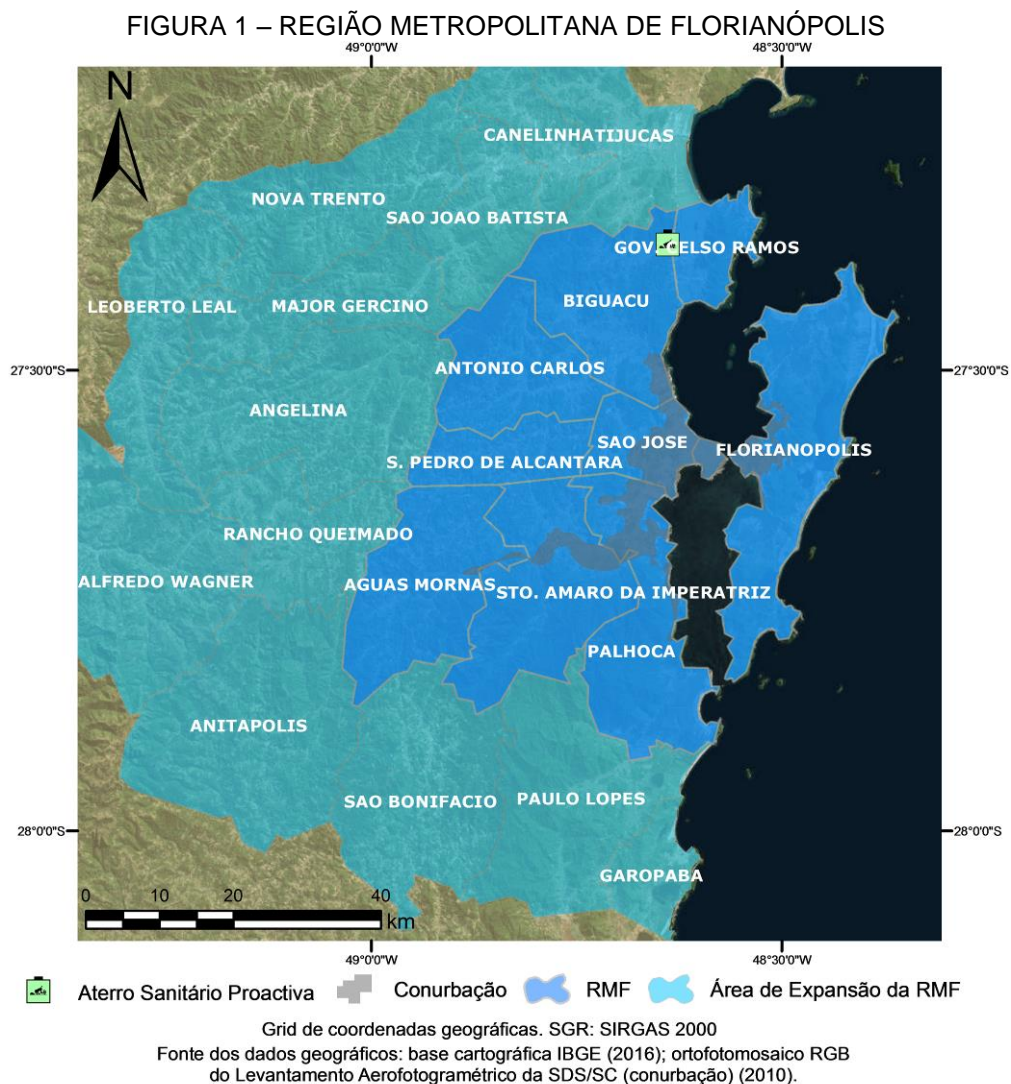 FIGURA 1 – REGIÃO METROPOLITANA DE FLORIANÓPOLIS
49°0'0"W
48°30'0"W
N
CANELINHA
TIJUCAS
NOVA TRENTO
SAO JOAO BATISTA
GOV. CELSO RAMOS
LEOBERTO LEAL
MAJOR GERCINO
BIGUACU
27°30'0"S
27°30'0"S
ANTONIO CARLOS
ANGELINA
SAO JOSE
FLORIANOPOLIS
S. PEDRO DE ALCANTARA
RANCHO QUEIMADO
ALFREDO WAGNER
AGUAS MORNAS
STO. AMARO DA IMPERATRIZ
PALHOCA
ANITAPOLIS
SAO BONIFACIO
PAULO LOPES
28°0'0"S
28°0'0"S
GAROPABA
0 10 20 40
km
49°0'0"W
48°30'0"W
Aterro Sanitário Proactiva
Conurbação
RMF
Área de Expansão da RMF
Grid de coordenadas geográficas. SGR: SIRGAS 2000
Fonte dos dados geográficos: base cartográfica IBGE (2016); ortofotomosaico RGB
do Levantamento Aerofotogramétrico da SDS/SC (conurbação) (2010).